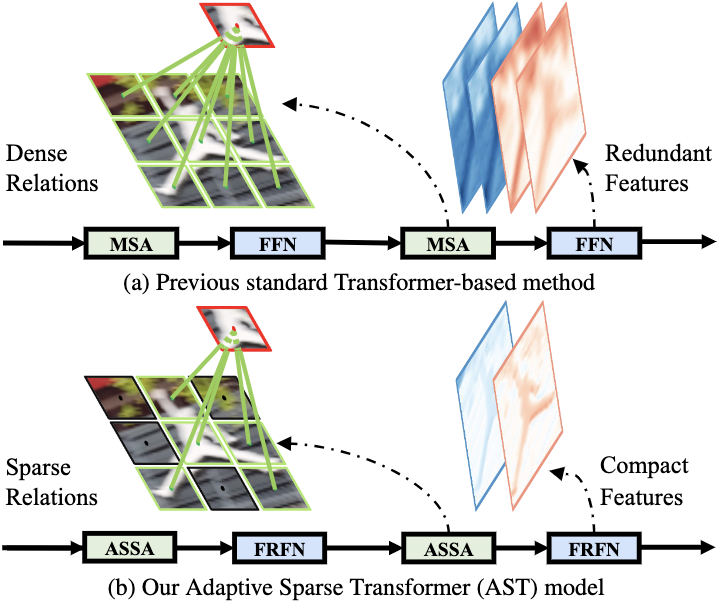 Dense
Relations
Redundant
Features
MSA
FFN
MSA
FFN
(a) Previous standard Transformer-based method
Sparse
Relations
Compact
Features
ASSA
FRFN
ASSA
FRFN
(b) Our Adaptive Sparse Transformer (AST) model